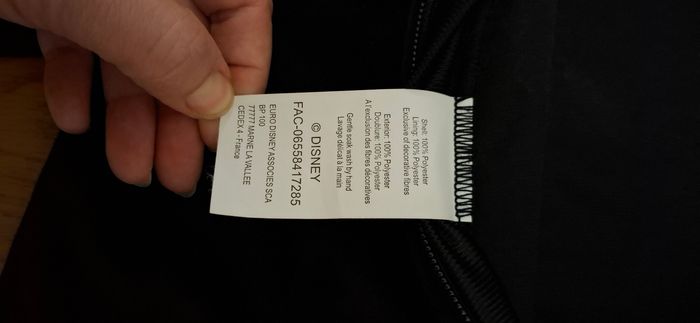 Shell: 100% Polyester
Lining: 100% Polyester
Exclusive of decorative fibres
Exterior: 100% Polyester
Doublure: 100% Polyester
A l'exclusion des fibres décoratives
Gentle soak wash by hand
Lavage délicat à la main
© DISNEY
FAC-06558417285
EURO DISNEY ASSOCIES SCA
BP 100
77777 MARNE LA VALLEE
CEDEX 4 - France